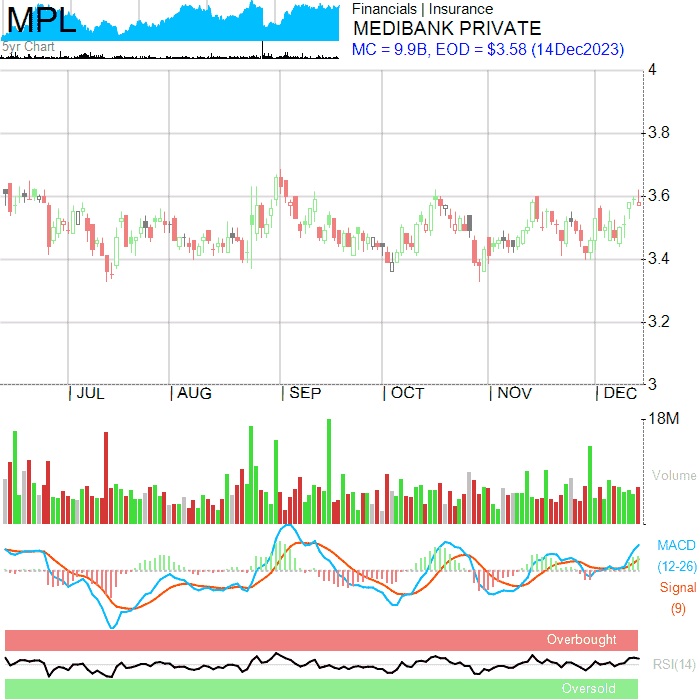 MPL
5yr Chart
Financials | Insurance
MEDIBANK PRIVATE
MC = 9.9B, EOD = $3.58 (14Dec2023)
4
3.8
3.6
3.4
3.2
3
| JUL | AUG | SEP | OCT | NOV | DEC
18M
Volume
MACD
(12-26)
Signal
(9)
Overbought
RSI(14)
Oversold